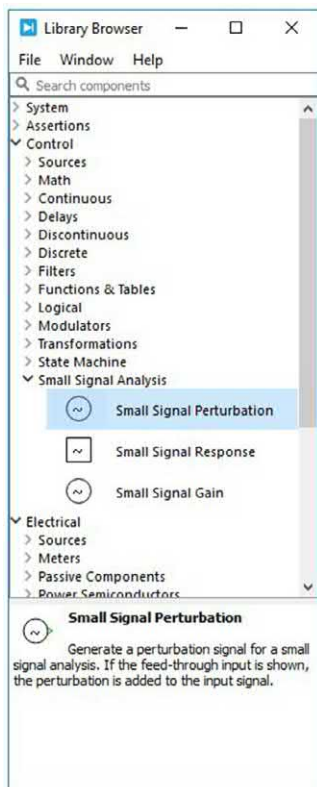 Library Browser
File Window Help
Search components
System
Assertions
Control
Sources
Math
Continuous
Delays
Discontinuous
Discrete
Filters
Functions & Tables
Logical
Modulators
Transformations
State Machine
Small Signal Analysis
Small Signal Perturbation
Small Signal Response
Small Signal Gain
Electrical
Sources
Meters
Passive Components
Power Semiconductors
Small Signal Perturbation
Generate a perturbation signal for a small
signal analysis. If the feed-through input is shown,
the perturbation is added to the input signal.